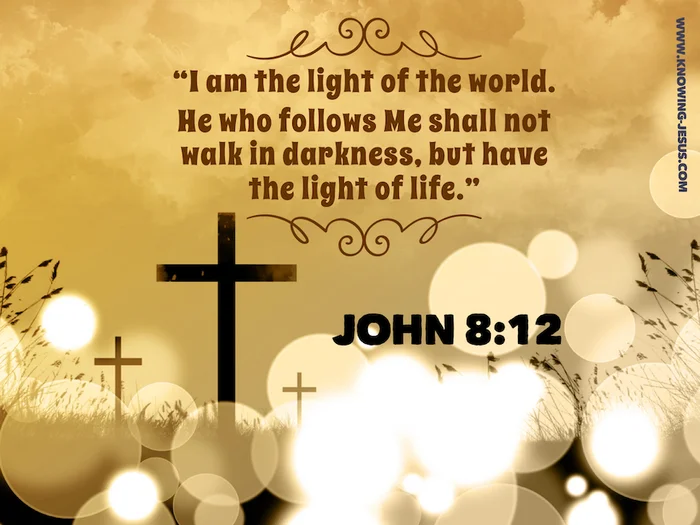 “I am the light of the world.
He who follows Me shall not
walk in darkness, but have
the light of life.”
JOHN 8:12
WWW.KNOWING-JESUS.COM